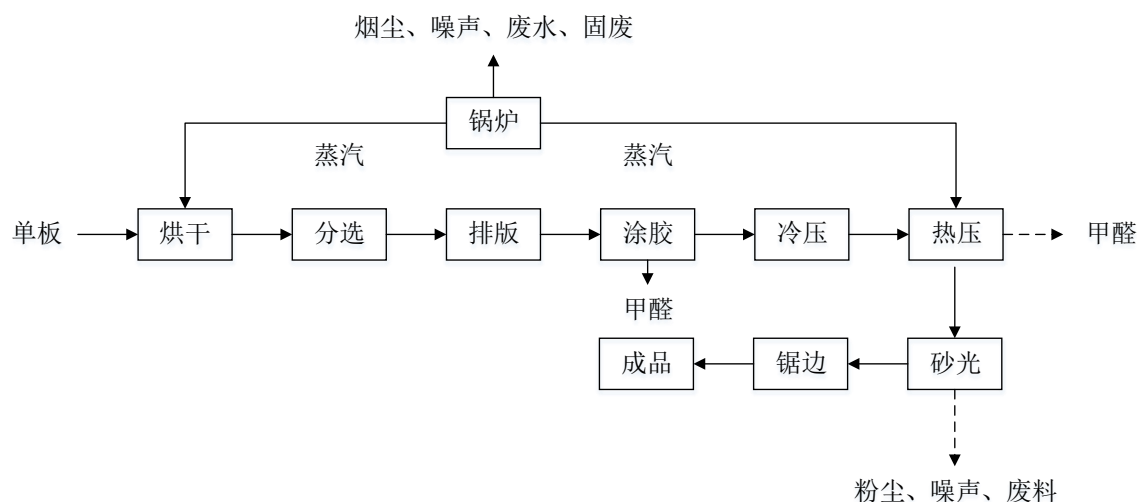 烟尘、噪声、废水、固废
锅炉
蒸汽
蒸汽
单板
烘干
分选
排版
涂胶
冷压
热压
甲醛
甲醛
成品
锯边
砂光
粉尘、噪声、废料